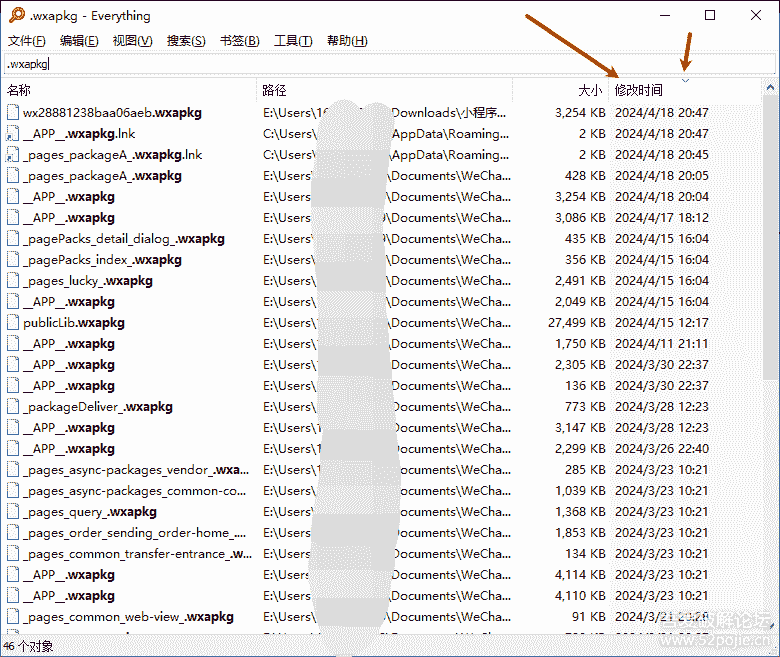 .wxapkg - Everything
文件(F) 编辑(E) 视图(V) 搜索(S) 书签(B) 工具(T) 帮助(H)
.wxapkg
名称 路径 大小 修改时间
wx28881238baa06aeb.wxapkg E:\Users\1 Downloads\小程序... 3,254 KB 2024/4/18 20:47
__APP__.wxapkg.lnk C:\Users\ AppData\Roaming... 2 KB 2024/4/18 20:47
_pages_packageA_.wxapkg.lnk C:\Users\ AppData\Roaming... 2 KB 2024/4/18 20:45
_pages_packageA_.wxapkg E:\Users\ \Documents\WeCha... 428 KB 2024/4/18 20:05
__APP__.wxapkg E:\Users \Documents\WeCha... 3,254 KB 2024/4/18 20:04
__APP__.wxapkg E:\Users 9\Documents\WeCha... 3,086 KB 2024/4/17 18:12
_pagePacks_detail_dialog_.wxapkg E:\Users\ \Documents\WeCha... 435 KB 2024/4/15 16:04
_pagePacks_index_.wxapkg E:\Users\ \Documents\WeCha... 356 KB 2024/4/15 16:04
_pages_lucky_.wxapkg E:\Users\ \Documents\WeCha... 2,491 KB 2024/4/15 16:04
__APP__.wxapkg E:\Users\ \Documents\WeCha... 2,049 KB 2024/4/15 16:04
publicLib.wxapkg E:\Users\ \Documents\WeCha... 27,499 KB 2024/4/15 12:17
__APP__.wxapkg E:\Users\ Documents\WeCha... 1,750 KB 2024/4/11 21:11
__APP__.wxapkg E:\Users\ Documents\WeCha... 2,305 KB 2024/3/30 22:37
__APP__.wxapkg E:\Users\ Documents\WeCha... 136 KB 2024/3/30 22:37
_packageDeliver_.wxapkg E:\Users\ Documents\WeCha... 773 KB 2024/3/28 12:23
__APP__.wxapkg E:\Users\1 Documents\WeCha... 3,147 KB 2024/3/28 12:23
__APP__.wxapkg E:\Users\1 Documents\WeCha... 2,299 KB 2024/3/26 22:40
_pages_async-packages_vendor_.wxa... E:\Users\1 Documents\WeCha... 285 KB 2024/3/23 10:21
_pages_async-packages_common-co... E:\Users\ Documents\WeCha... 1,039 KB 2024/3/23 10:21
_pages_query_.wxapkg E:\Users\ Documents\WeCha... 1,368 KB 2024/3/23 10:21
_pages_order_sending_order-home_.... E:\Users\ Documents\WeCha... 1,853 KB 2024/3/23 10:21
_pages_common_transfer-entrance_.w... E:\Users\ Documents\WeCha... 134 KB 2024/3/23 10:21
__APP__.wxapkg E:\Users\ Documents\WeCha... 4,114 KB 2024/3/23 10:21
__APP__.wxapkg E:\Users\ Documents\WeCha... 4,110 KB 2024/3/23 10:21
_pages_common_web-view_.wxapkg E:\Users\ Documents\WeCha... 91 KB 2024/3/21
46 个对象
吾爱破解论坛
www.52pojie.cn